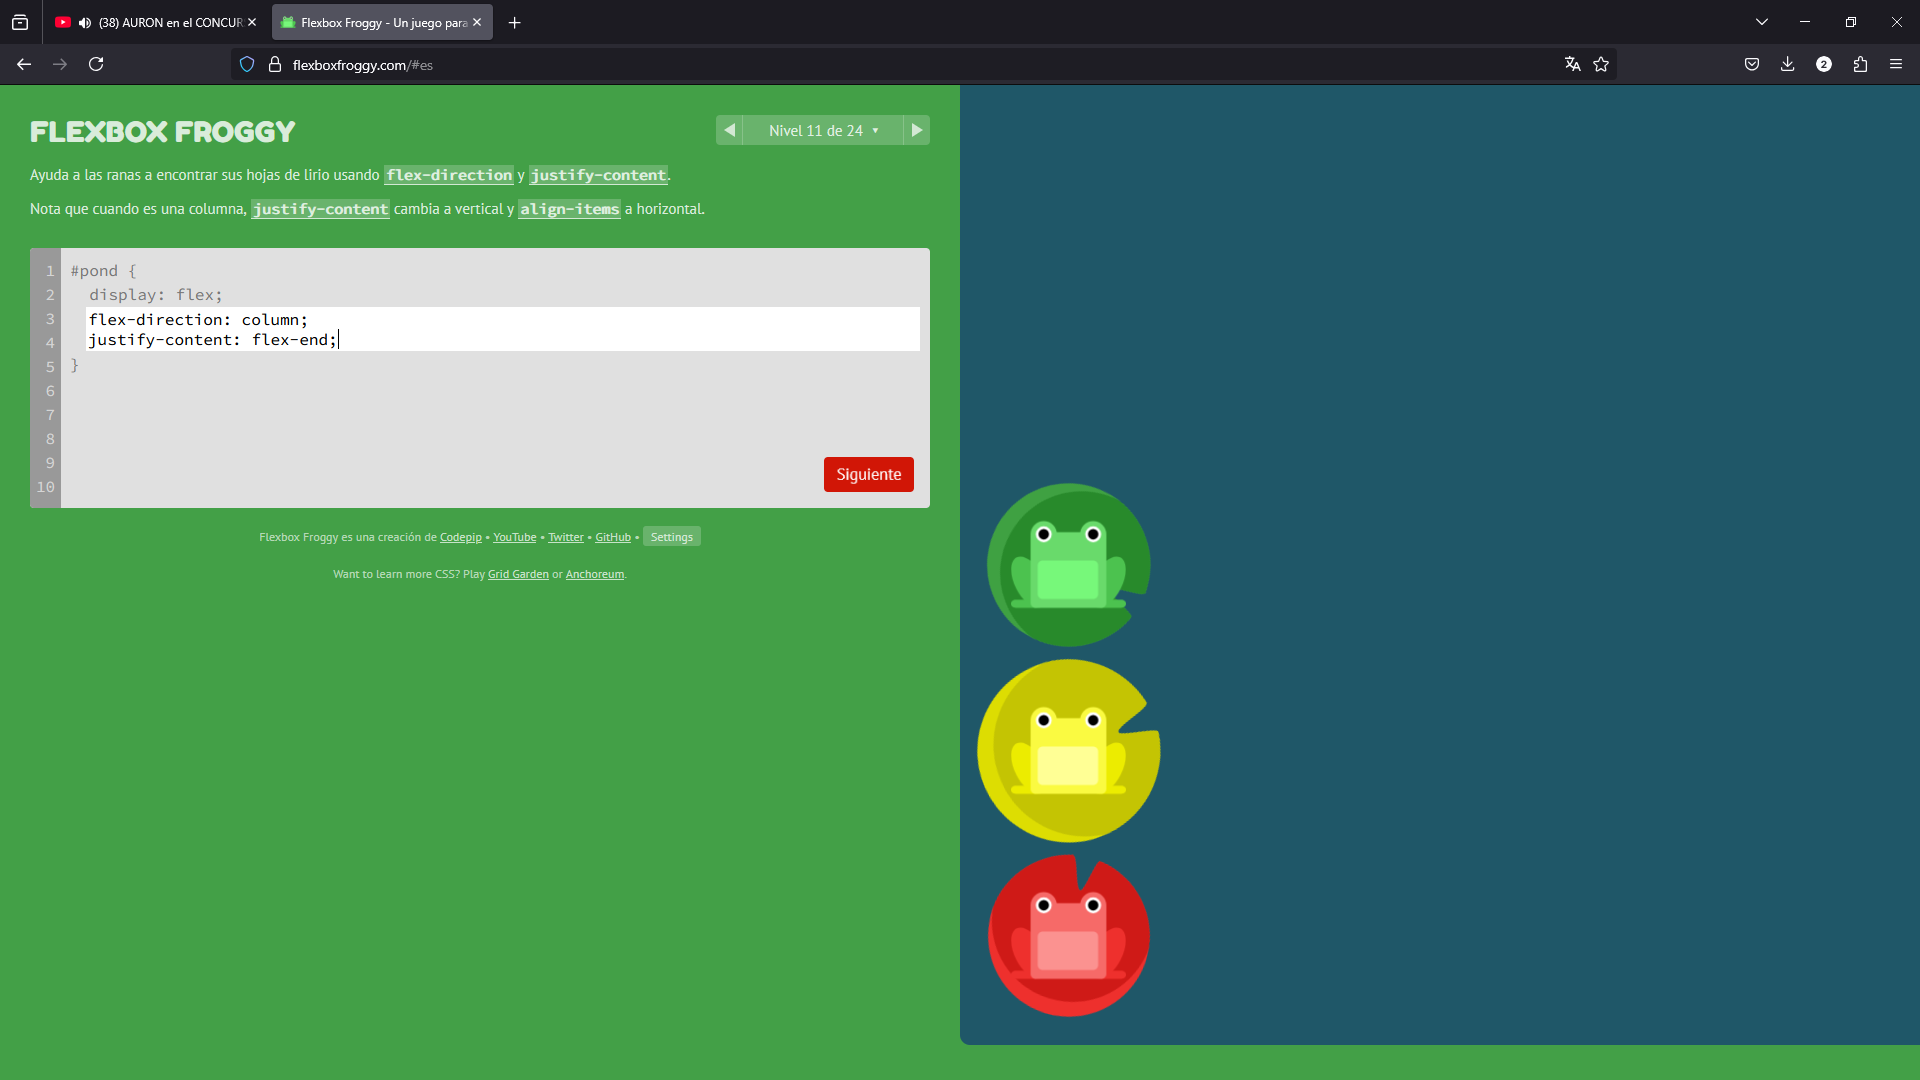 (38) AURON en el CONCUR
Flexbox Froggy - Un juego para
flexboxfroggy.com/#es
2
FLEXBOX FROGGY
Nivel 11 de 24 ▼
Ayuda a las ranas a encontrar sus hojas de lirio usando flex-direction y justify-content.
Nota que cuando es una columna, justify-content cambia a vertical y align-items a horizontal.
1 #pond {
2 display: flex;
3 flex-direction: column;
4 justify-content: flex-end;
5 }
6
7
8
9
10
Siguiente
Flexbox Froggy es una creación de Codepip • YouTube • Twitter • GitHub • Settings
Want to learn more CSS? Play Grid Garden or Anchoreum.